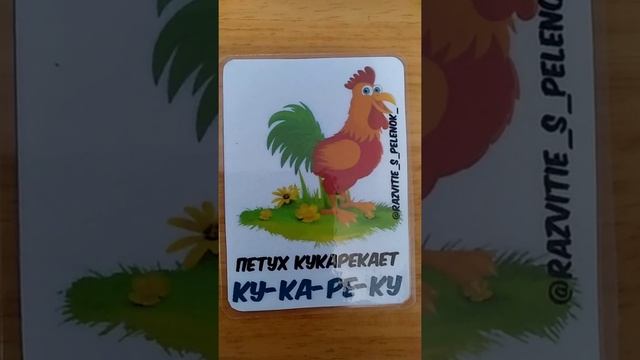 ПЕТУХ КУКАРЕКАЕТ
КУ-КА-РЕ-КУ
@RAZVITIE_S_PELENOK_